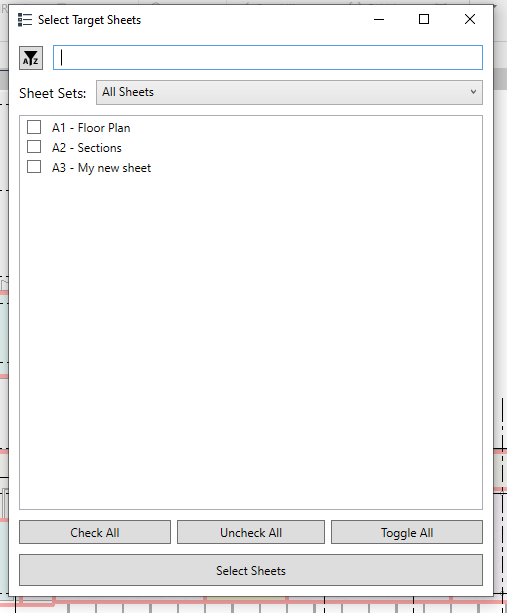 Select Target Sheets
AZ
Sheet Sets: All Sheets
A1 - Floor Plan
A2 - Sections
A3 - My new sheet
Check All Uncheck All Toggle All
Select Sheets